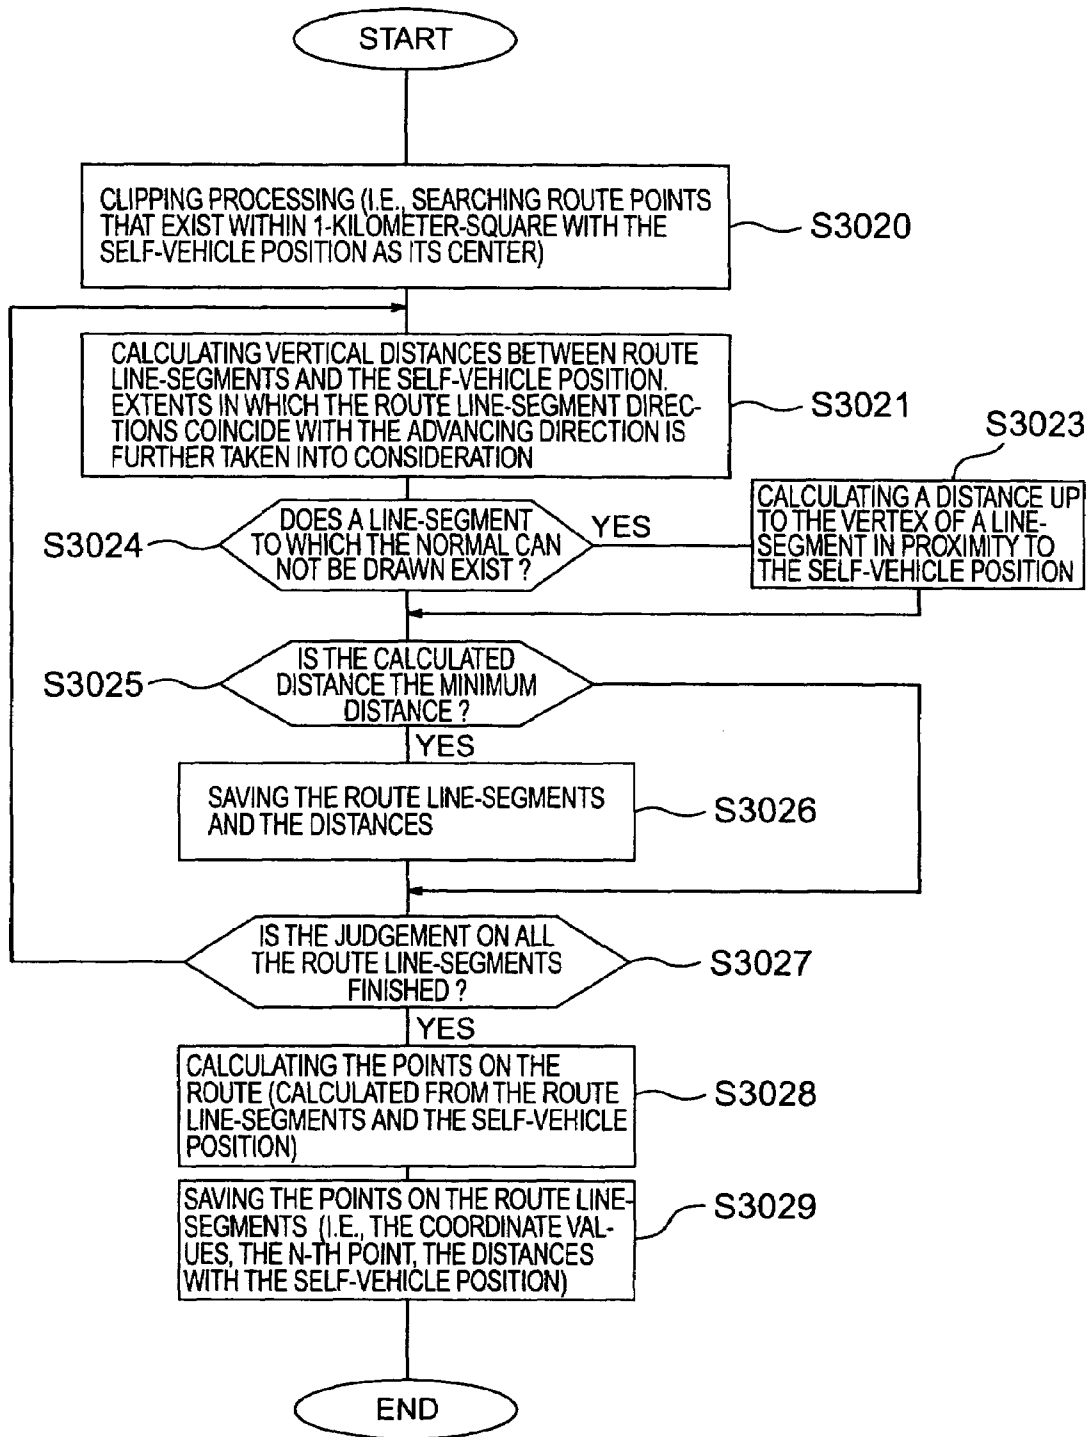 START
CLIPPING PROCESSING (I.E., SEARCHING ROUTE POINTS
THAT EXIST WITHIN 1-KILOMETER-SQUARE WITH THE
SELF-VEHICLE POSITION AS ITS CENTER)
S3020
CALCULATING VERTICAL DISTANCES BETWEEN ROUTE
LINE-SEGMENTS AND THE SELF-VEHICLE POSITION.
EXTENTS IN WHICH THE ROUTE LINE-SEGMENT DIREC-
TIONS COINCIDE WITH THE ADVANCING DIRECTION IS
FURTHER TAKEN INTO CONSIDERATION
S3021
S3023
CALCULATING A DISTANCE UP
TO THE VERTEX OF A LINE-
SEGMENT IN PROXIMITY TO
THE SELF-VEHICLE POSITION
S3024
DOES A LINE-SEGMENT
TO WHICH THE NORMAL CAN
NOT BE DRAWN EXIST ?
YES
S3025
IS THE CALCULATED
DISTANCE THE MINIMUM
DISTANCE ?
YES
SAVING THE ROUTE LINE-SEGMENTS
AND THE DISTANCES
S3026
IS THE JUDGEMENT ON ALL
THE ROUTE LINE-SEGMENTS
FINISHED ?
S3027
YES
CALCULATING THE POINTS ON THE
ROUTE (CALCULATED FROM THE ROUTE
LINE-SEGMENTS AND THE SELF-VEHICLE
POSITION)
S3028
SAVING THE POINTS ON THE ROUTE LINE-
SEGMENTS (I.E., THE COORDINATE VAL-
UES, THE N-TH POINT, THE DISTANCES
WITH THE SELF-VEHICLE POSITION)
S3029
END